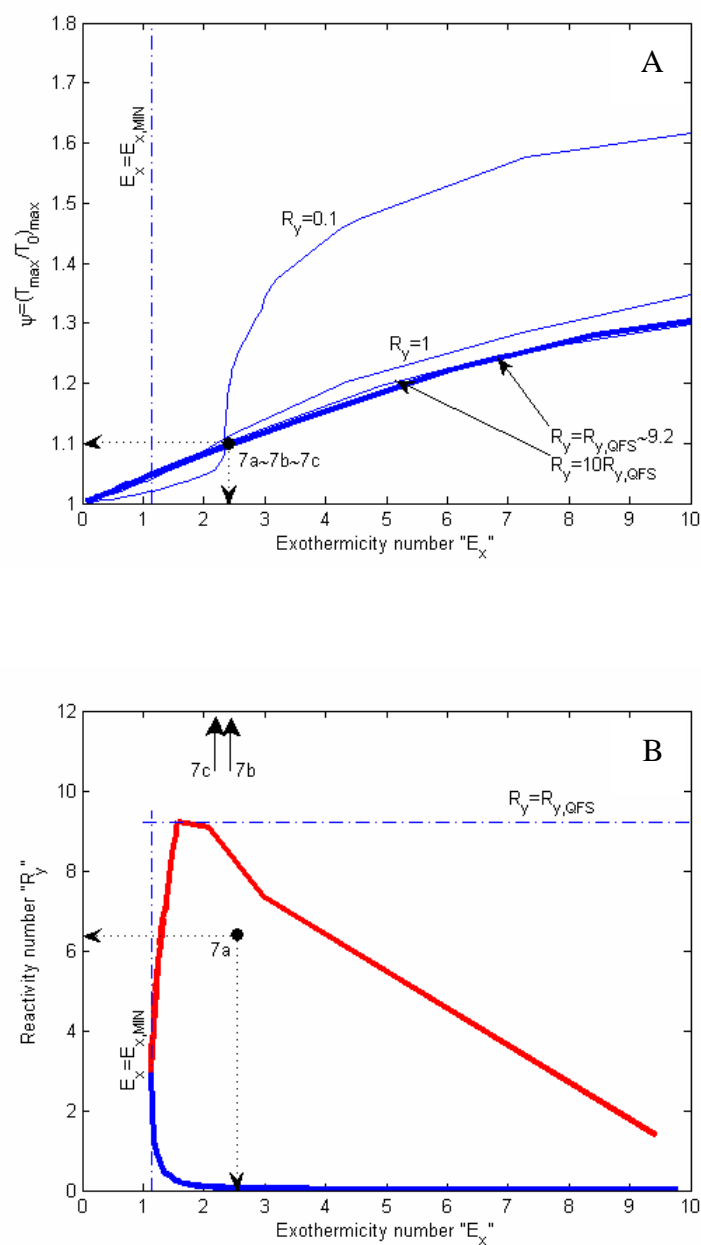 1.8
A
1.7
E_x=E_x,MIN
1.6
1.5
R_y=0.1
ψ=(T_max/T_0)_max
1.4
1.3
R_y=1
1.2
R_y=R_y,QFS~9.2
1.1
7a~7b~7c
R_y=10R_y,QFS
1
0 1 2 3 4 5 6 7 8 9 10
Exothermicity number "E_x"
12
7c 7b
B
10
R_y=R_y,QFS
8
Reactivity number "R_y"
7a
6
4
E_x=E_x,MIN
2
0
0 1 2 3 4 5 6 7 8 9 10
Exothermicity number "E_x"